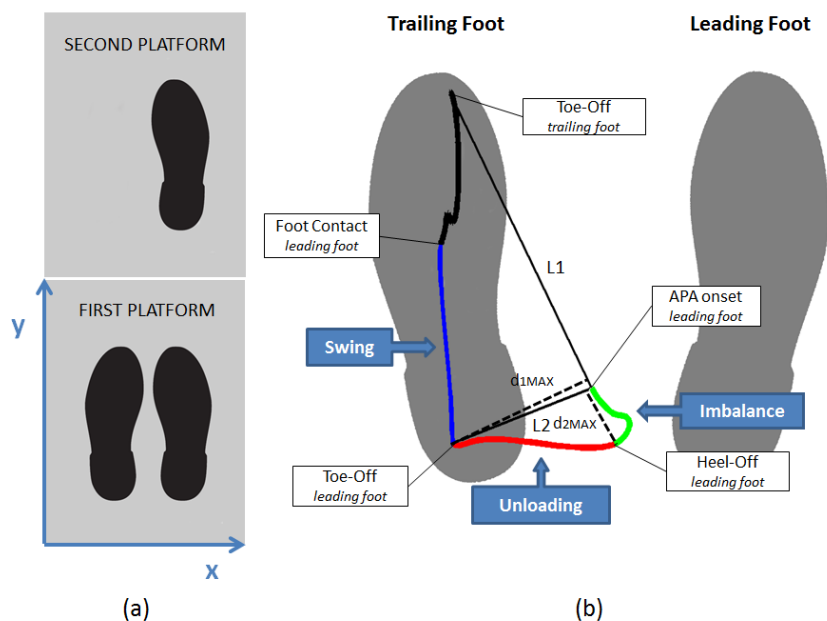 SECOND PLATFORM
FIRST PLATFORM
y
x
(a)
Trailing Foot
Leading Foot
Toe-Off
trailing foot
Foot Contact
leading foot
L1
APA onset
leading foot
Swing
d1MAX
Imbalance
L2
d2MAX
Toe-Off
leading foot
Heel-Off
leading foot
Unloading
(b)